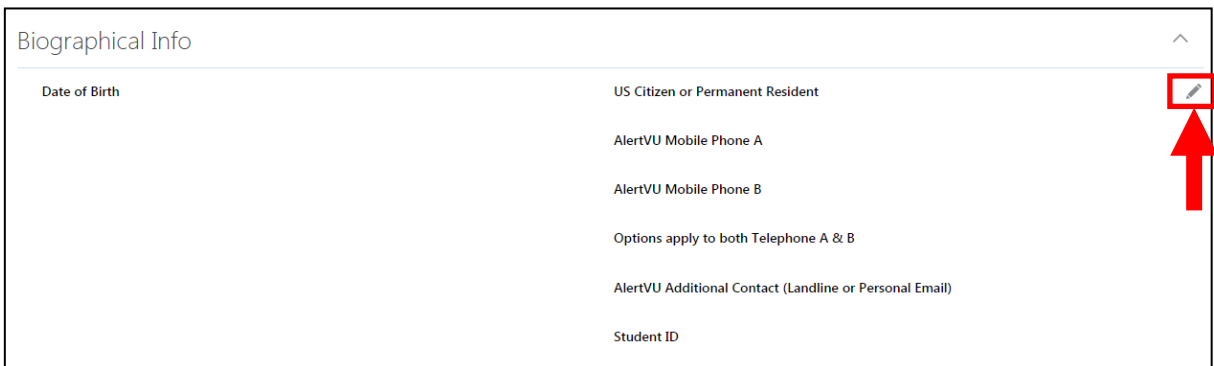 Biographical Info
Date of Birth
US Citizen or Permanent Resident
AlertVU Mobile Phone A
AlertVU Mobile Phone B
Options apply to both Telephone A & B
AlertVU Additional Contact (Landline or Personal Email)
Student ID